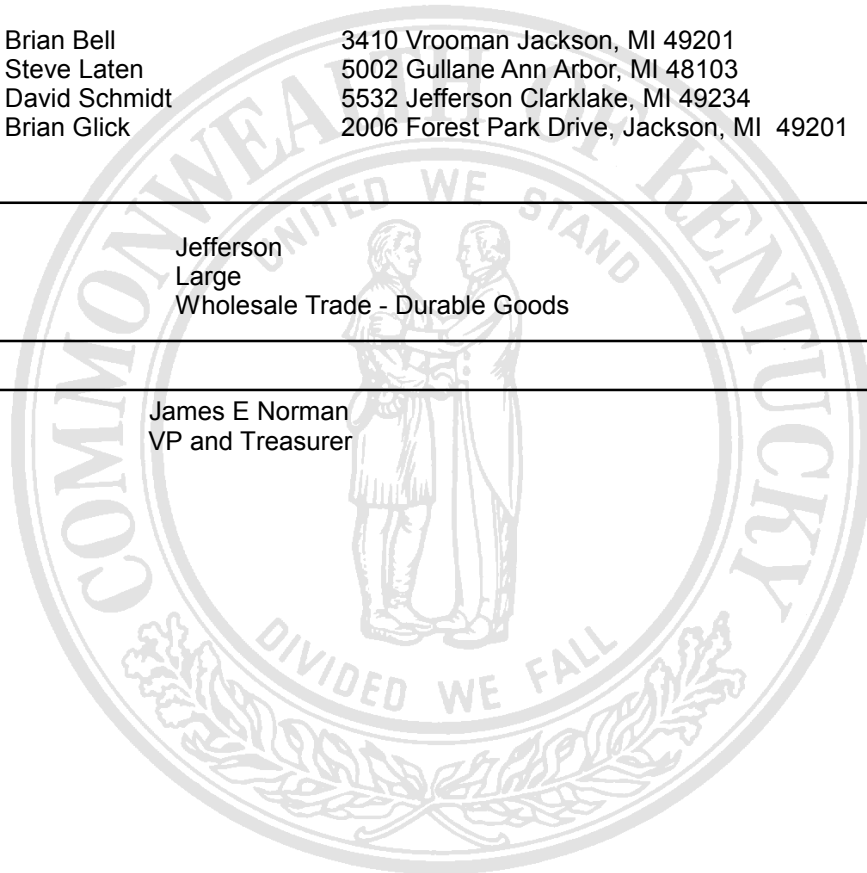 Brian Bell 3410 Vrooman Jackson, MI 49201
Steve Laten 5002 Gullane Ann Arbor, MI 48103
David Schmidt 5532 Jefferson Clarklake, MI 49234
Brian Glick 2006 Forest Park Drive, Jackson, MI 49201
Jefferson
Large
Wholesale Trade - Durable Goods
James E Norman
VP and Treasurer
COMMONWEALTH OF KENTUCKY
UNITED WE STAND
DIVIDED WE FALL